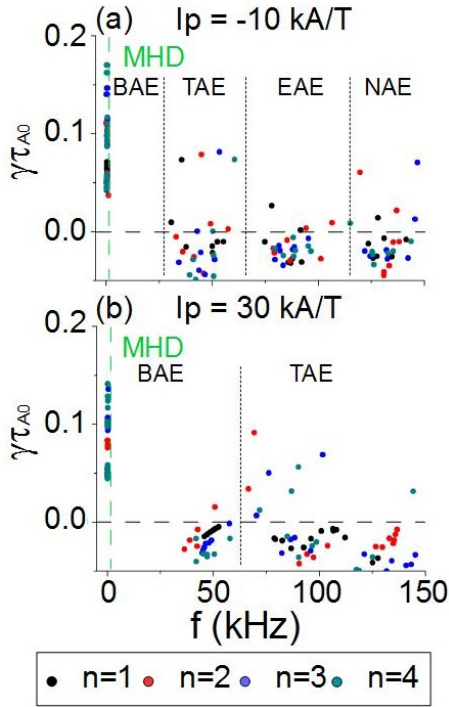 (a) Ip = -10 kA/T
0.2
MHD
BAE TAE EAE NAE
0.1
γτA0
0.0
(b) Ip = 30 kA/T
0.2
MHD
BAE TAE
0.1
γτA0
0.0
0 50 100 150
f (kHz)
n=1 n=2 n=3 n=4